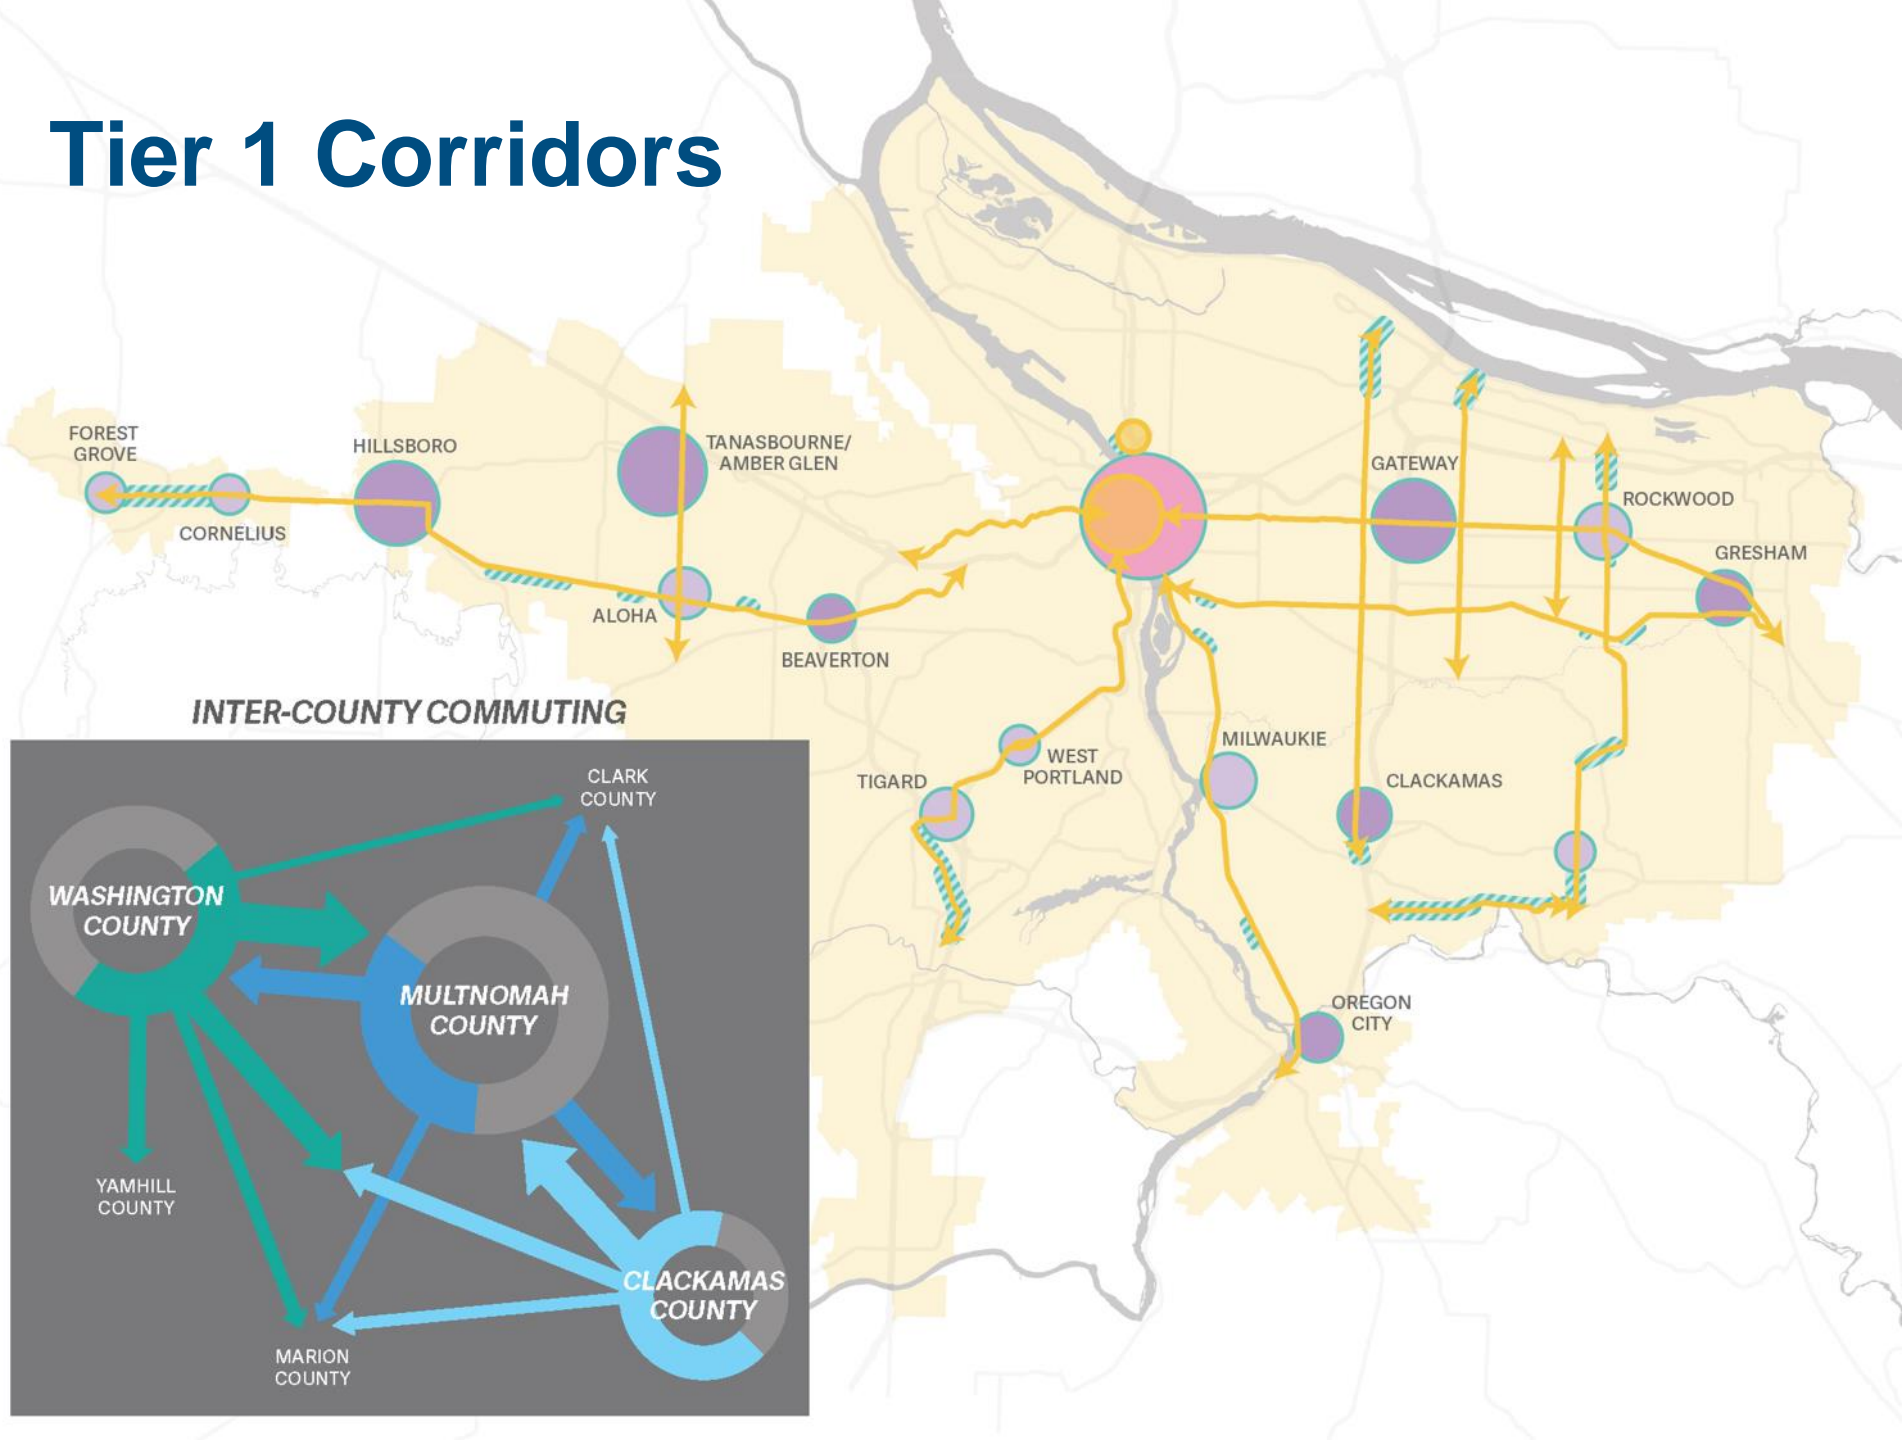 Tier 1 Corridors
FOREST
GROVE
CORNELIUS
HILLSBORO
TANASBOURNE/
AMBER GLEN
ALOHA
BEAVERTON
GATEWAY
ROCKWOOD
GRESHAM
WEST
PORTLAND
TIGARD
MILWAUKIE
CLACKAMAS
OREGON
CITY
INTER-COUNTY COMMUTING
CLARK
COUNTY
WASHINGTON
COUNTY
MULTNOMAH
COUNTY
YAMHILL
COUNTY
CLACKAMAS
COUNTY
MARION
COUNTY